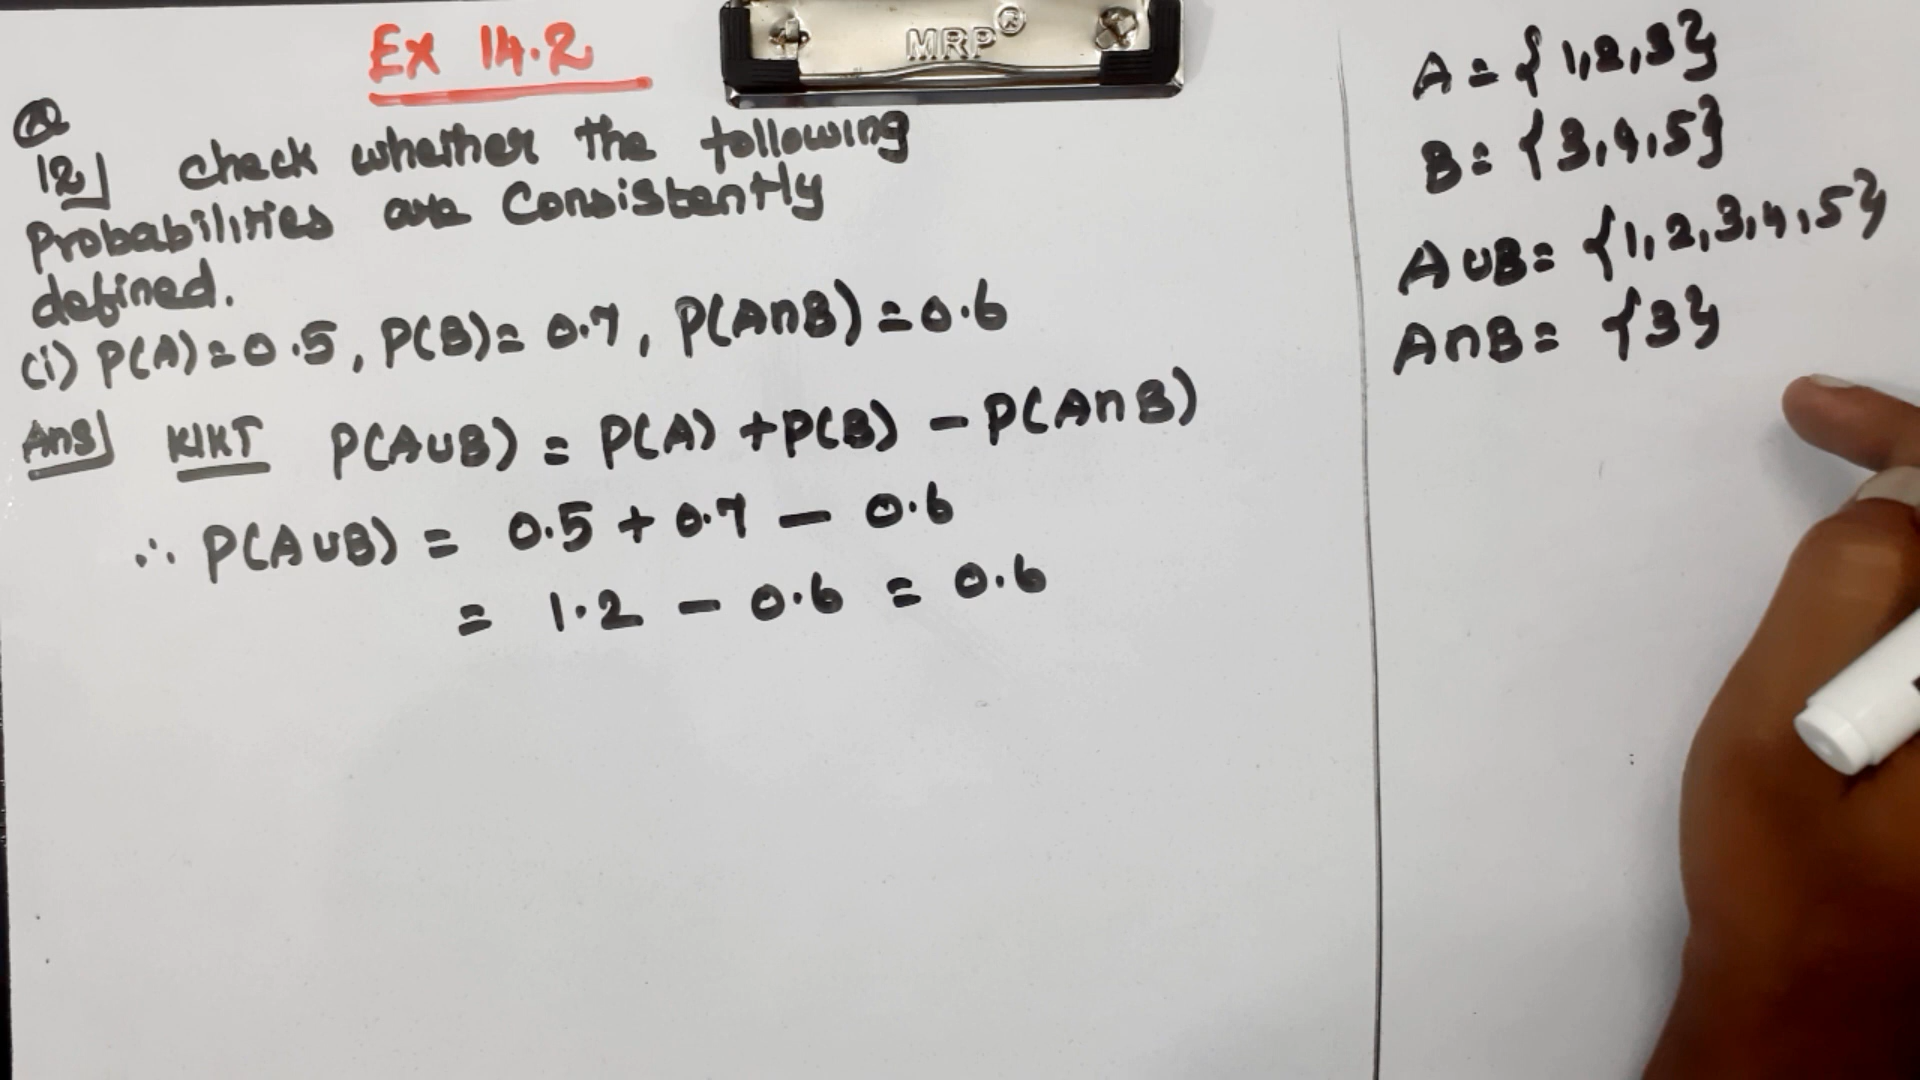 Ex 14.2
MRP®
Q
12] check whether the following
Probabilities are Consistently
defined.
(i) P(A) = 0.5, P(B) = 0.7, P(A∩B) = 0.6
Ans] WKT P(A∪B) = P(A) + P(B) - P(A∩B)
∴ P(A∪B) = 0.5 + 0.7 - 0.6
= 1.2 - 0.6 = 0.6
A = {1,2,3}
B = {3,4,5}
A∪B = {1,2,3,4,5}
A∩B = {3}